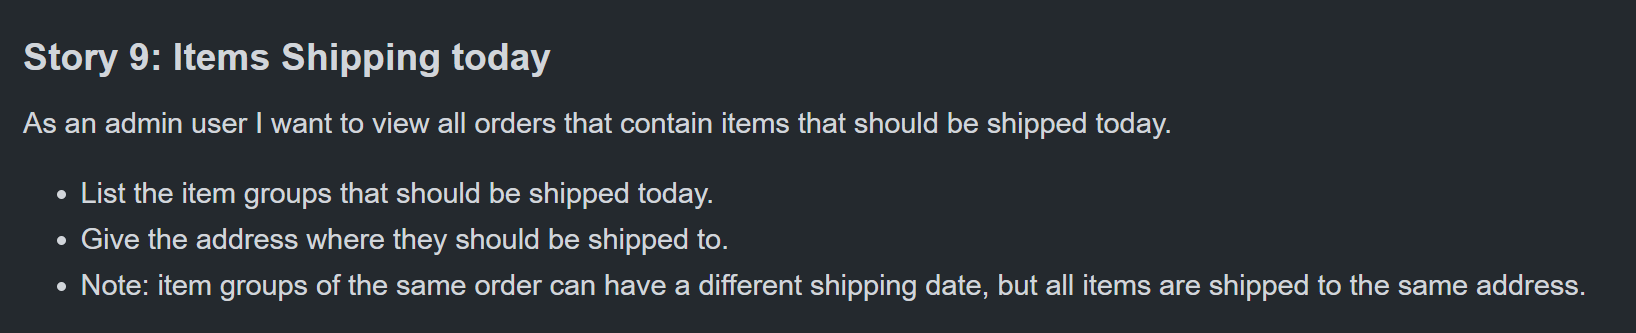 Story 9: Items Shipping today
As an admin user I want to view all orders that contain items that should be shipped today.
• List the item groups that should be shipped today.
• Give the address where they should be shipped to.
• Note: item groups of the same order can have a different shipping date, but all items are shipped to the same address.